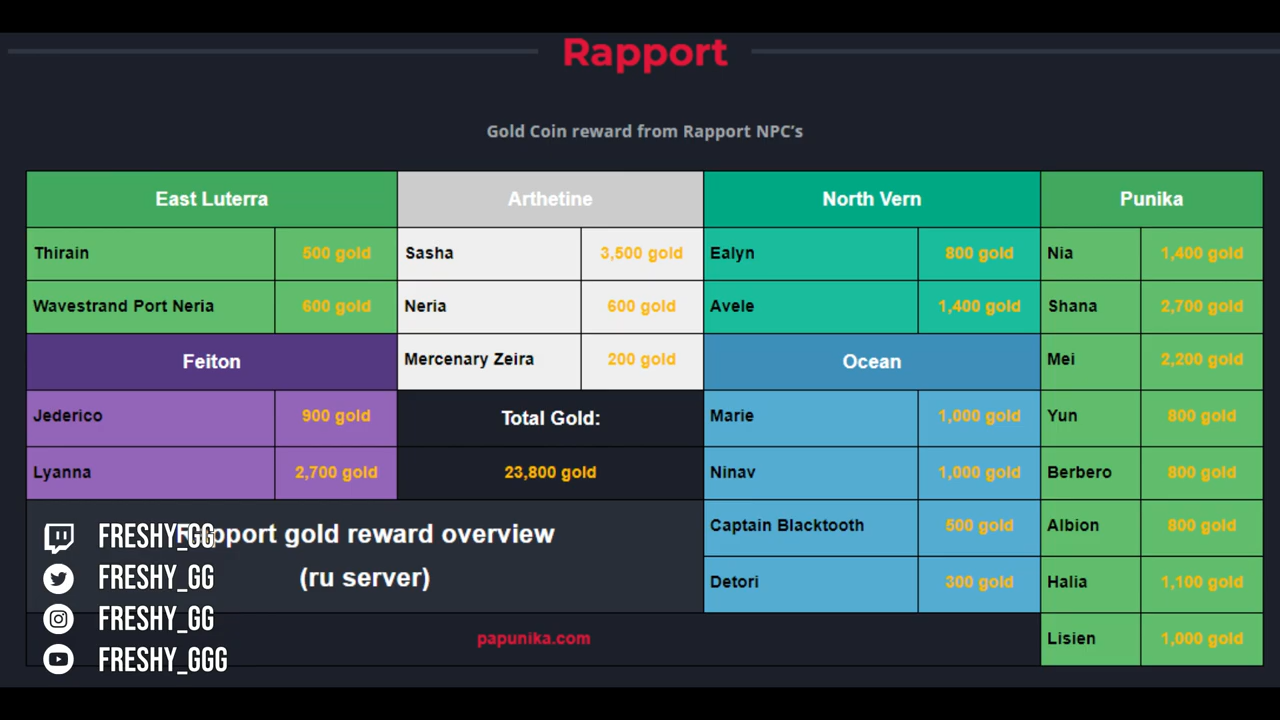 Rapport
Gold Coin reward from Rapport NPC's
East Luterra
Thirain 500 gold
Wavestrand Port Neria 600 gold
Feiton
Jederico 900 gold
Lyanna 2,700 gold
Arthetine
Sasha 3,500 gold
Neria 600 gold
Mercenary Zeira 200 gold
Total Gold:
23,800 gold
North Vern
Ealyn 800 gold
Avele 1,400 gold
Ocean
Marie 1,000 gold
Ninav 1,000 gold
Captain Blacktooth 500 gold
Detori 300 gold
Punika
Nia 1,400 gold
Shana 2,700 gold
Mei 2,200 gold
Yun 800 gold
Berbero 800 gold
Albion 800 gold
Halia 1,100 gold
Lisien 1,000 gold
Rapport gold reward overview
(ru server)
papunika.com
FRESHY_GG
FRESHY_GG
FRESHY_GG
FRESHY_GGG